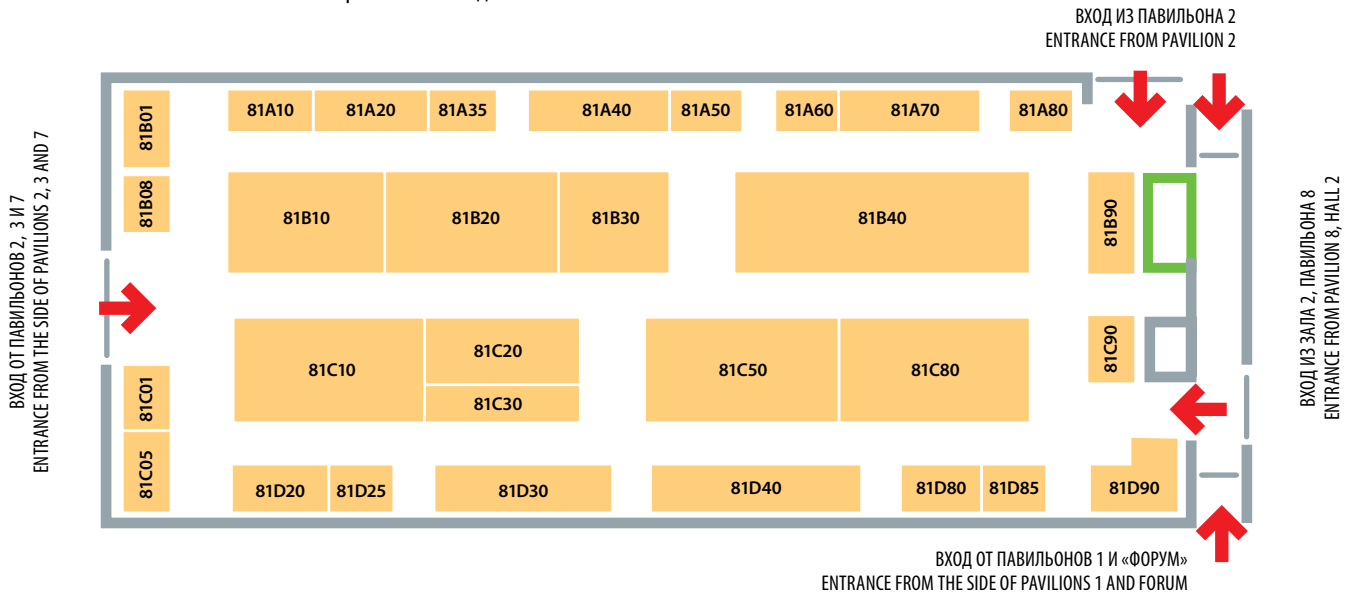 ВХОД ИЗ ПАВИЛЬОНА 2
ENTRANCE FROM PAVILION 2
81A10
81A20
81A35
81A40
81A50
81A60
81A70
81A80
81B01
81B08
81B10
81B20
81B30
81B40
81B90
ВХОД ОТ ПАВИЛЬОНОВ 2, 3 И 7
ENTRANCE FROM THE SIDE OF PAVILIONS 2, 3 AND 7
ВХОД ИЗ ЗАЛА 2, ПАВИЛЬОНА 8
ENTRANCE FROM PAVILION 8, HALL 2
81C01
81C05
81C10
81C20
81C30
81C50
81C80
81C90
81D20
81D25
81D30
81D40
81D80
81D85
81D90
ВХОД ОТ ПАВИЛЬОНОВ 1 И «ФОРУМ»
ENTRANCE FROM THE SIDE OF PAVILIONS 1 AND FORUM